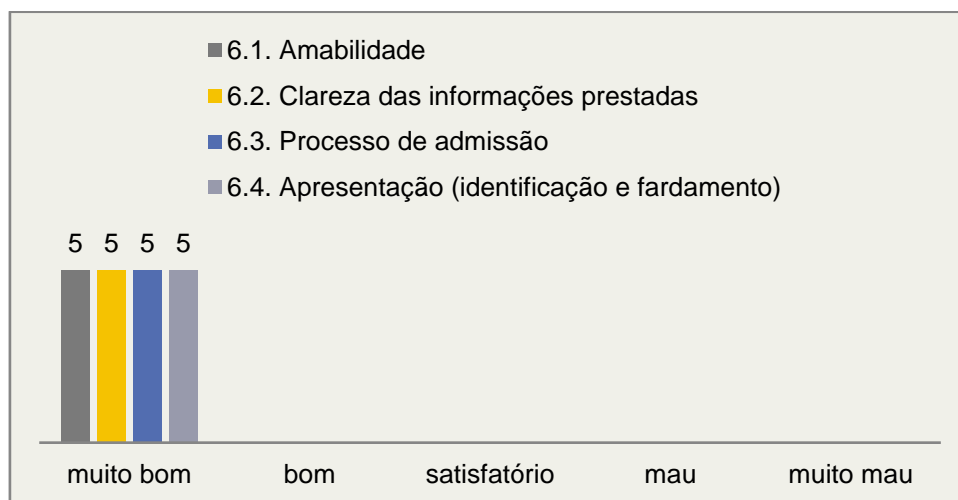 6.1. Amabilidade
6.2. Clareza das informações prestadas
6.3. Processo de admissão
6.4. Apresentação (identificação e fardamento)
5 5 5 5
muito bom bom satisfatório mau muito mau